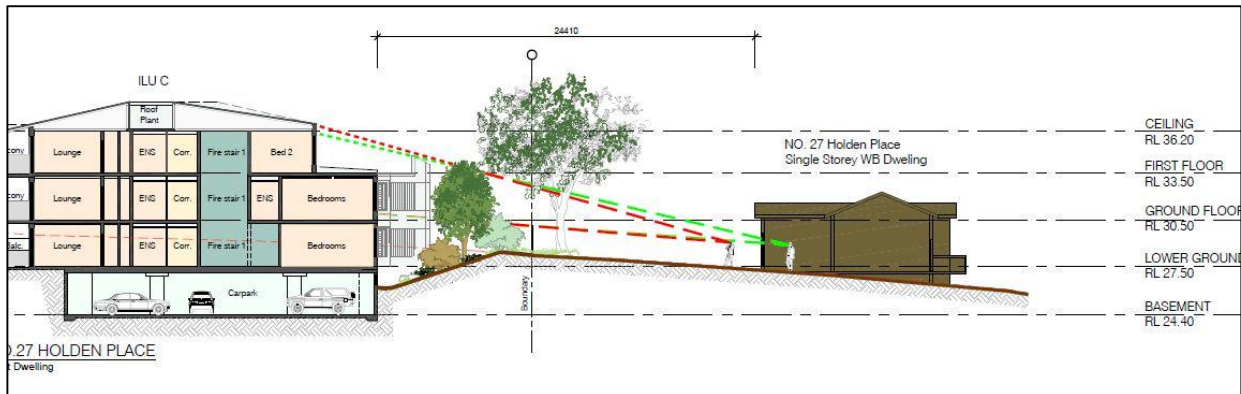 24410
ILU C
Roof
Plant
CEILING
RL 36.20
NO. 27 Holden Place
Single Storey WB Dweling
cony
Lounge
ENS
Corr.
Fire stair 1
Bed 2
FIRST FLOOR
RL 33.50
cony
Lounge
ENS
Corr.
Fire stair 1
ENS
Bedrooms
GROUND FLOOR
RL 30.50
Balc.
Lounge
ENS
Corr.
Fire stair 1
Bedrooms
LOWER GROUND
RL 27.50
Carpark
Boundary
BASEMENT
RL 24.40
O.27 HOLDEN PLACE
t Dwelling